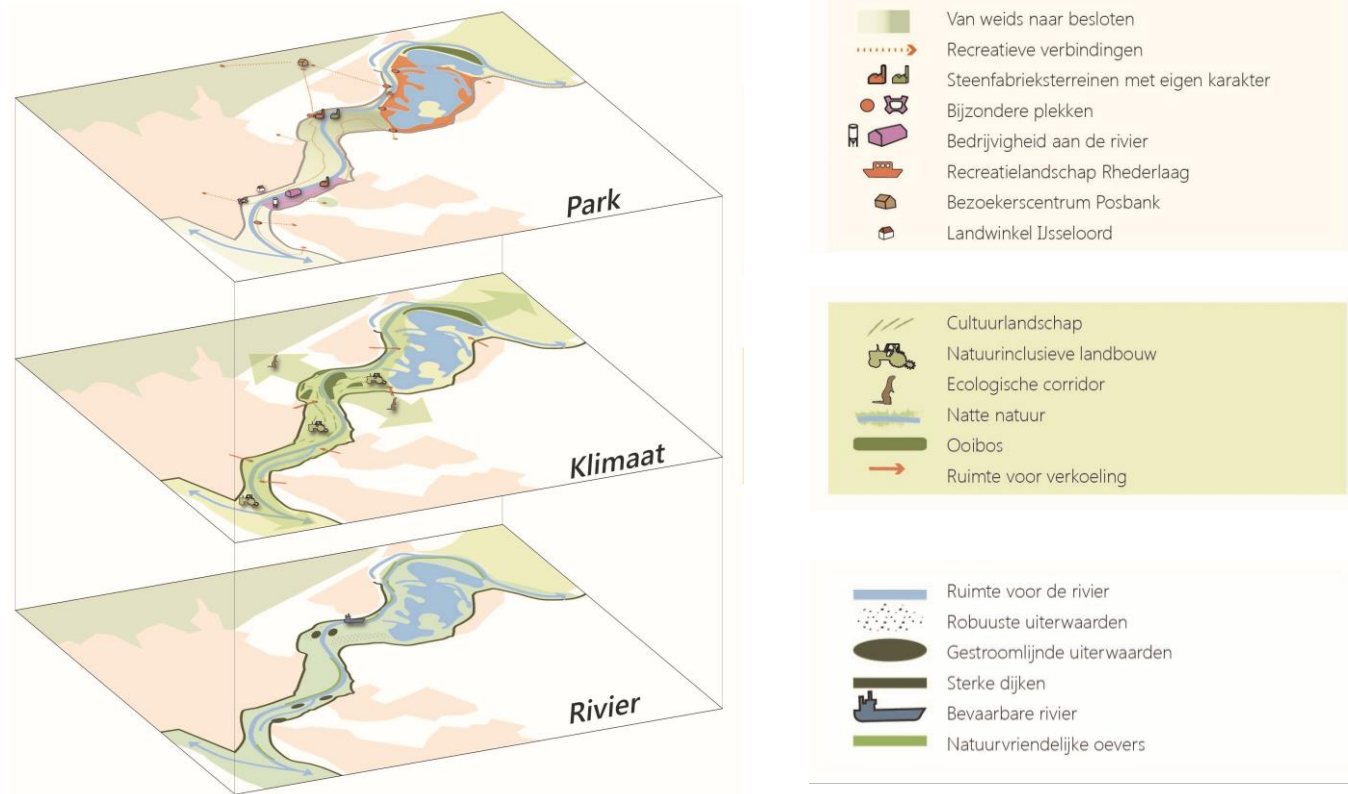 Park
Klimaat
Rivier
Van weids naar besloten
Recreatieve verbindingen
Steenfabrieksterreinen met eigen karakter
Bijzondere plekken
Bedrijvigheid aan de rivier
Recreatielandschap Rhederlaag
Bezoekerscentrum Posbank
Landwinkel IJsseloord
Cultuurlandschap
Natuurinclusieve landbouw
Ecologische corridor
Natte natuur
Ooibos
Ruimte voor verkoeling
Ruimte voor de rivier
Robuuste uiterwaarden
Gestroomlijnde uiterwaarden
Sterke dijken
Bevaarbare rivier
Natuurvriendelijke oevers